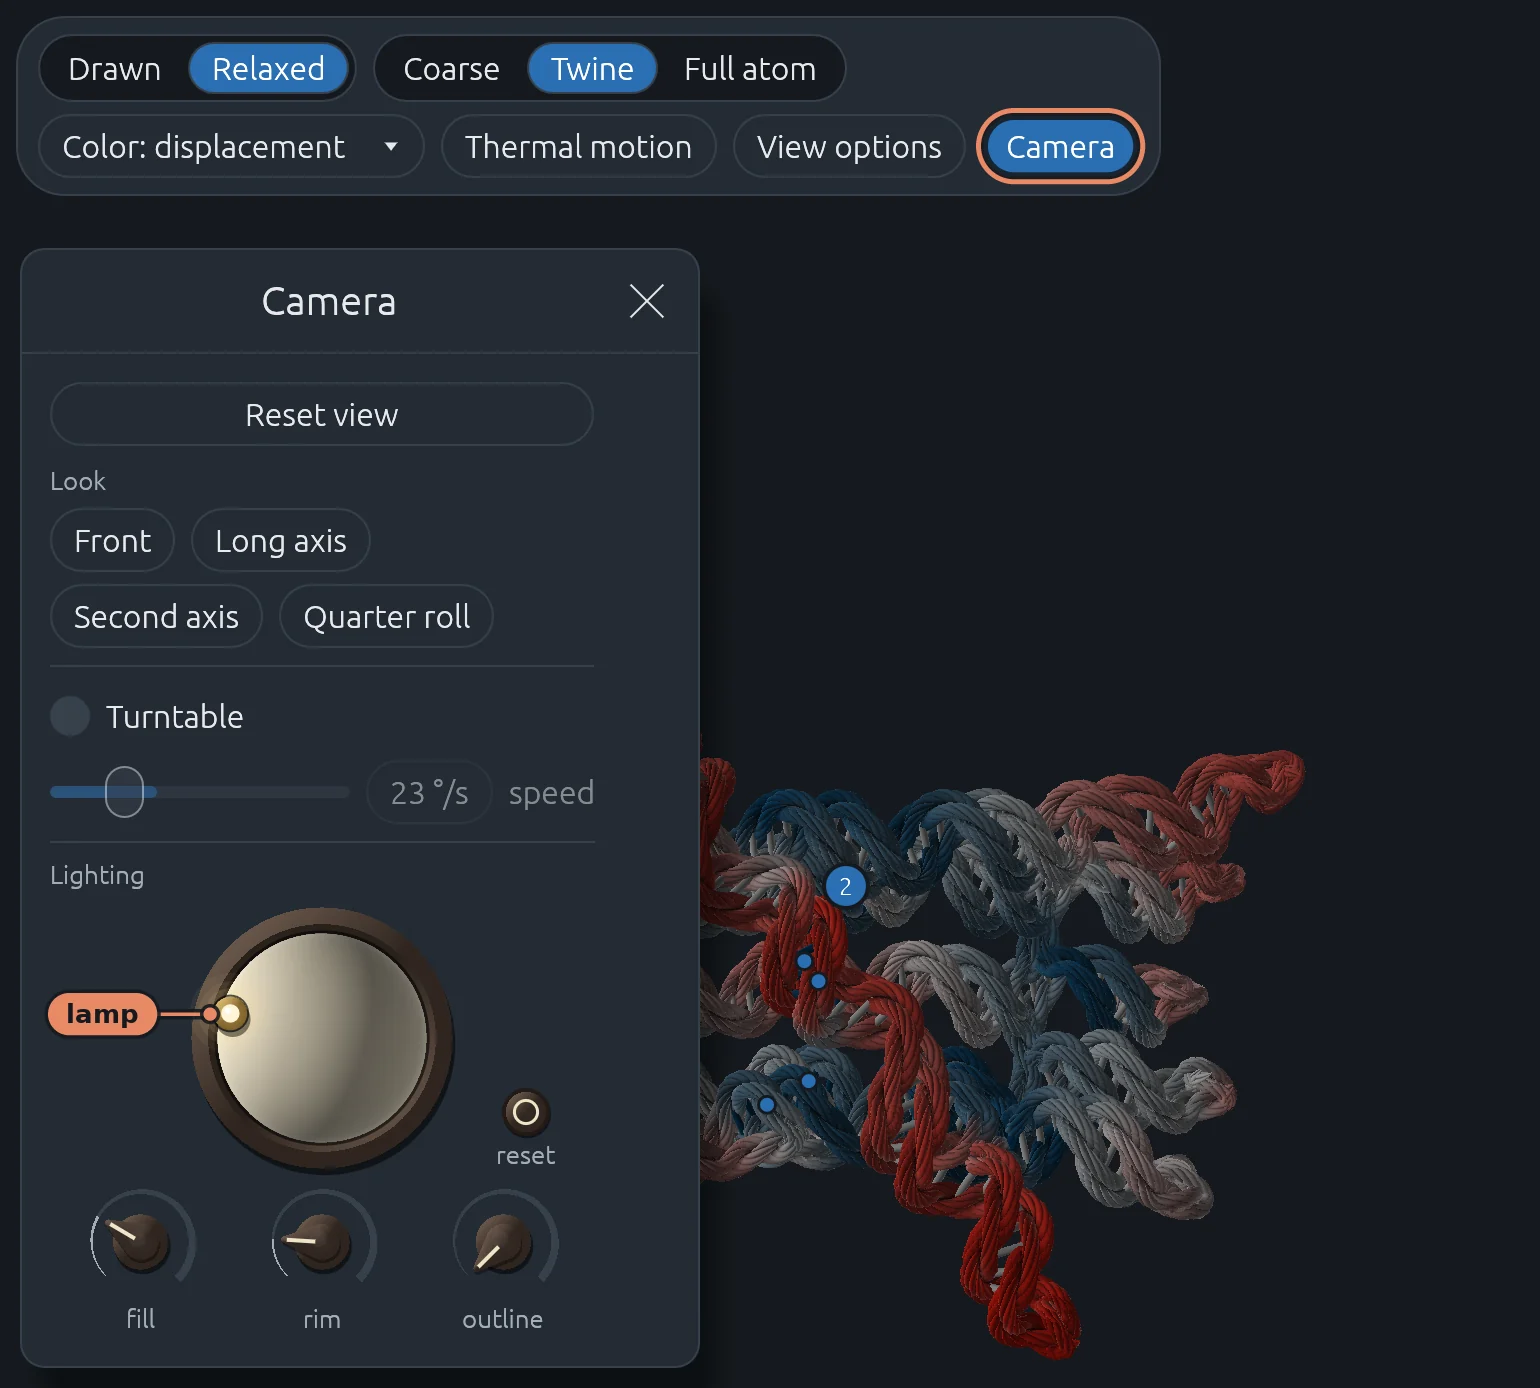 Drawn Relaxed Coarse Twine Full atom
Color: displacement Thermal motion View options Camera
Camera
Reset view
Look
Front Long axis
Second axis Quarter roll
Turntable
23 °/s speed
Lighting
2
lamp
reset
fill rim outline